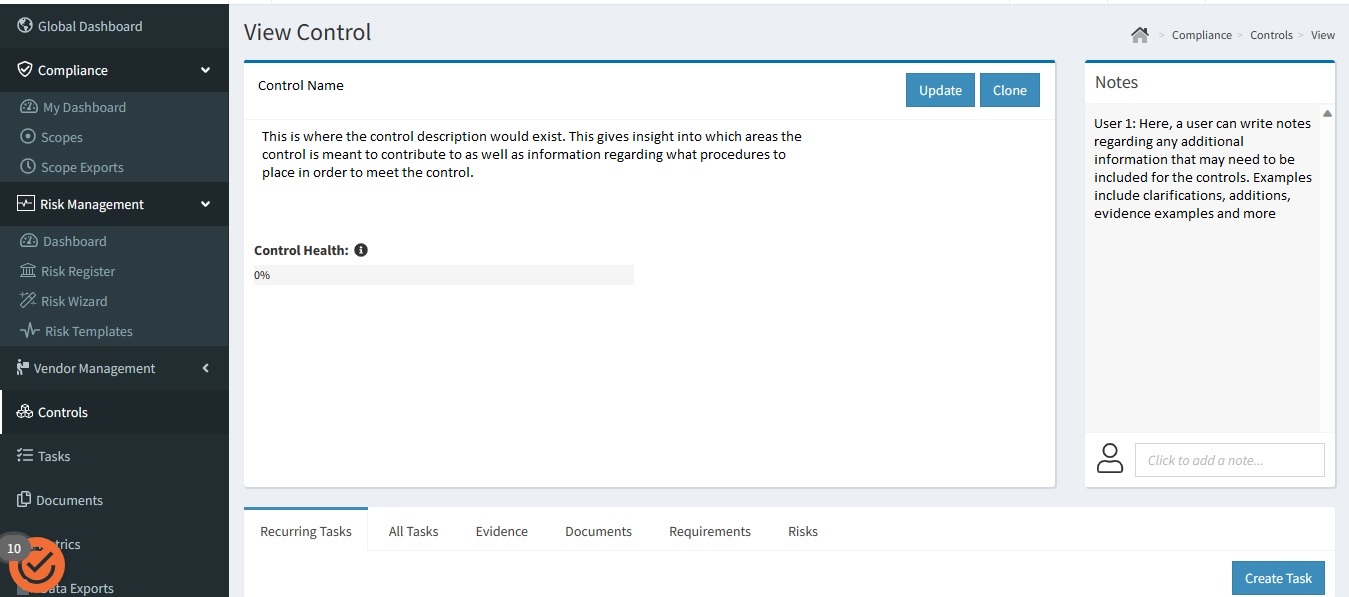 Global Dashboard
Compliance
My Dashboard
Scopes
Scope Exports
Risk Management
Dashboard
Risk Register
Risk Wizard
Risk Templates
Vendor Management
Controls
Tasks
Documents
10
View Control
> Compliance > Controls > View
Control Name
Update
Clone
This is where the control description would exist. This gives insight into which areas the
control is meant to contribute to as well as information regarding what procedures to
place in order to meet the control.
Control Health:
0%
Notes
User 1: Here, a user can write notes
regarding any additional
information that may need to be
included for the controls. Examples
include clarifications, additions,
evidence examples and more
Click to add a note...
Recurring Tasks
All Tasks
Evidence
Documents
Requirements
Risks
Create Task
Exports